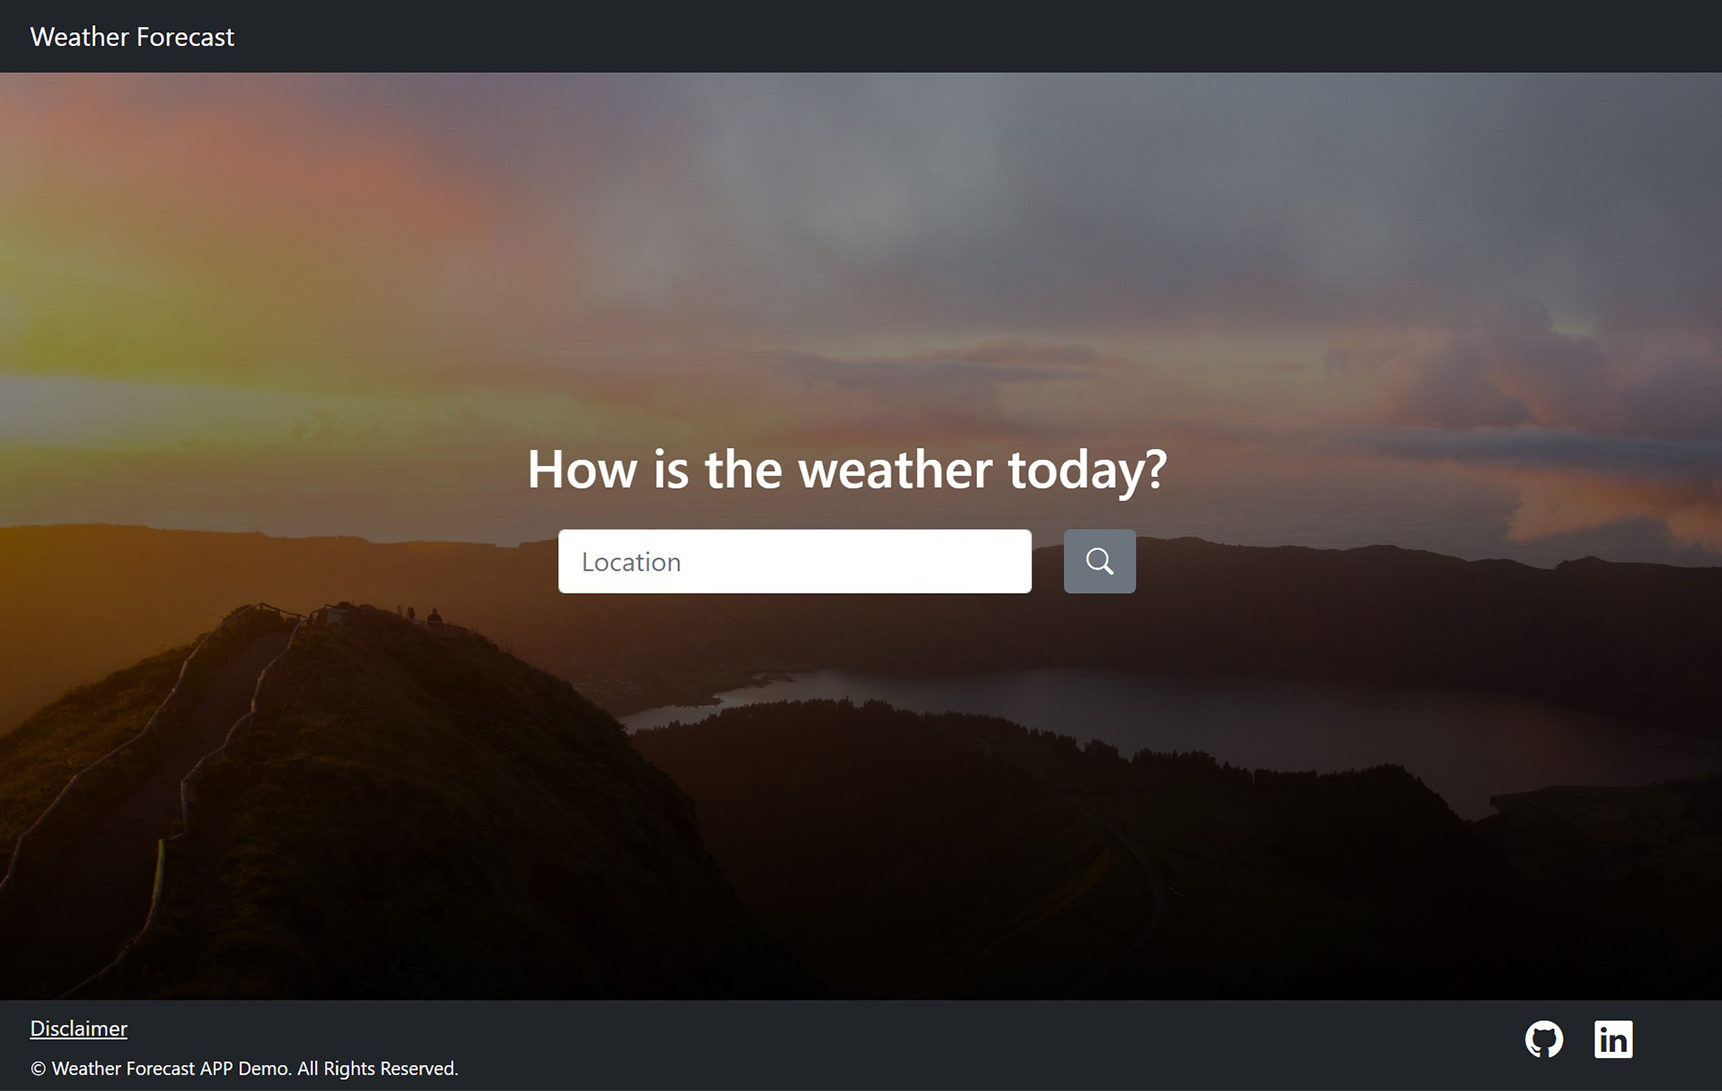 Weather Forecast
How is the weather today?
Location
Disclaimer
© Weather Forecast APP Demo. All Rights Reserved.
in